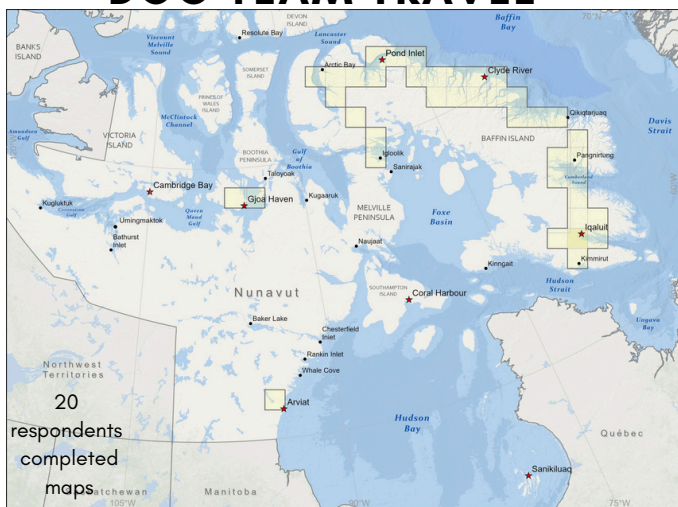 DOG TEAM TRAVEL
Baffin
Bay
70°N
DEVON
ISLAND
BANKS
ISLAND
Viscount
Melville
Sound
Resolute Bay
Lancaster
Sound
Pond Inlet
Arctic Bay
Clyde River
SOMERSET
ISLAND
PRINCE OF
WALES
ISLAND
McClintock
Channel
Qikiqtarjuaq
Davis
Strait
Amundsen
Gulf
VICTORIA
ISLAND
BAFFIN ISLAND
BOOTHIA
PENINSULA
Gulf
of
Boothia
Igloolik
Sanirajak
Pangnirtung
Cumberland
Sound
Taloyoak
Cambridge Bay
Gjoa Haven
Kugaaruk
Kugluktuk
Coronation
Gulf
Queen
Maud
Gulf
MELVILLE
PENINSULA
Foxe
Basin
Umingmaktok
Bathurst
Inlet
Iqaluit
Naujaat
Kinngait
Kimmirut
Hudson
Strait
Nunavut
SOUTHAMPTON
ISLAND
Coral Harbour
Ungava
Bay
Baker Lake
Chesterfield
Inlet
Rankin Inlet
Whale Cove
Northwest
Territories
Arviat
20
respondents
completed
maps
Hudson
Bay
Québec
Sanikiluaq
Manitoba
105°W
90°W
75°W